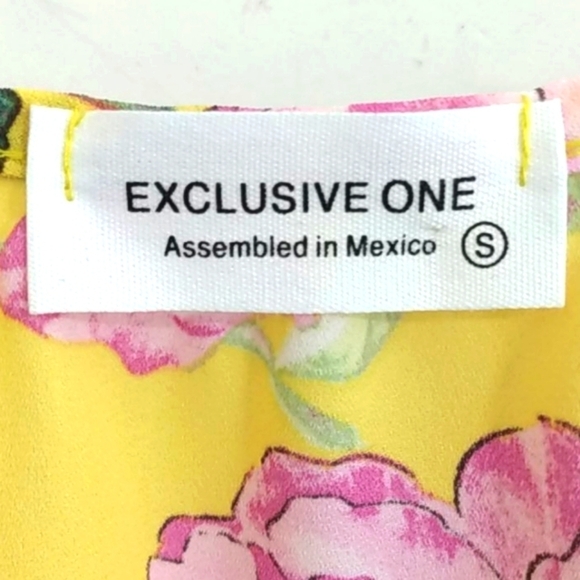 EXCLUSIVE ONE
Assembled in Mexico S